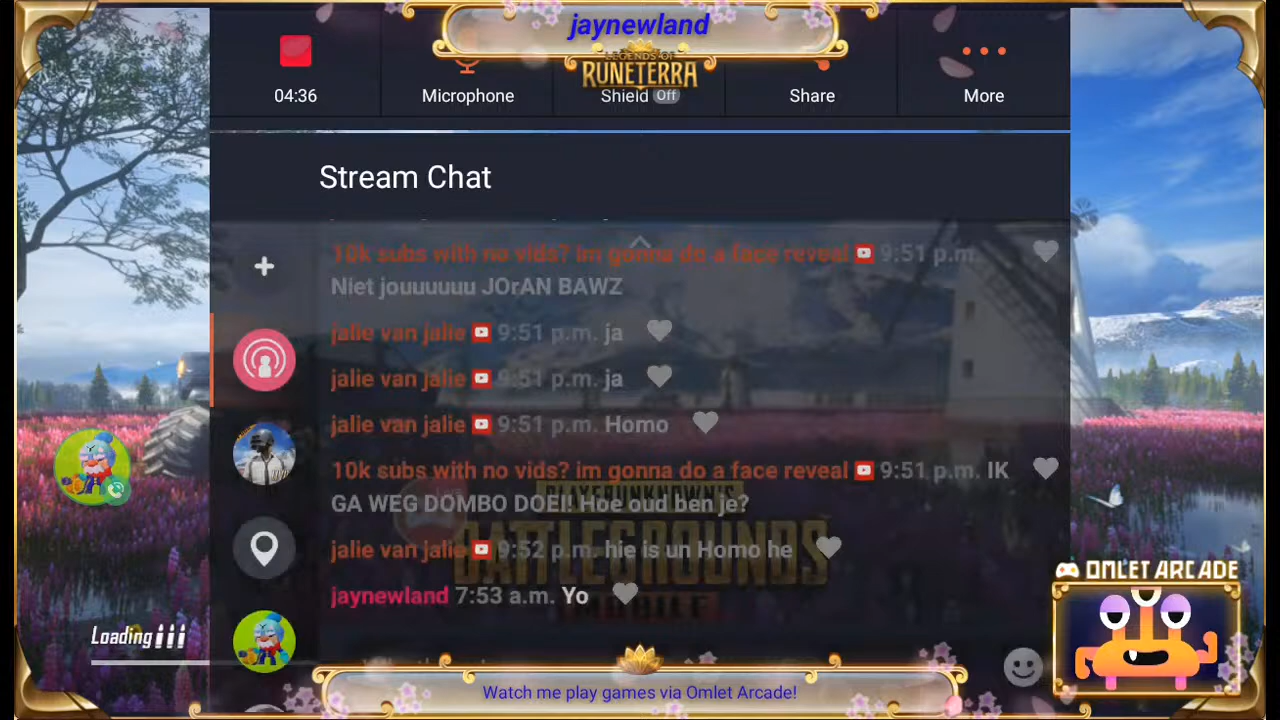 jaynewland
LEGENDS OF
RUNETERRA
04:36
Microphone
Shield Off
Share
More
Stream Chat
10k subs with no vids? im gonna do a face reveal 9:51 p.m.
Niet jouuuuuu JOrAN BAWZ
jalie van jalie 9:51 p.m. ja
jalie van jalie 9:51 p.m. ja
jalie van jalie 9:51 p.m. Homo
10k subs with no vids? im gonna do a face reveal 9:51 p.m. IK
GA WEG DOMBO DOEI! Hoe oud ben je?
jalie van jalie 9:52 p.m. hie is un Homo he
jaynewland 7:53 a.m. Yo
PLAYERUNKNOWN'S
BATTLEGROUNDS
MOBILE
OMLET ARCADE
Loading
Watch me play games via Omlet Arcade!